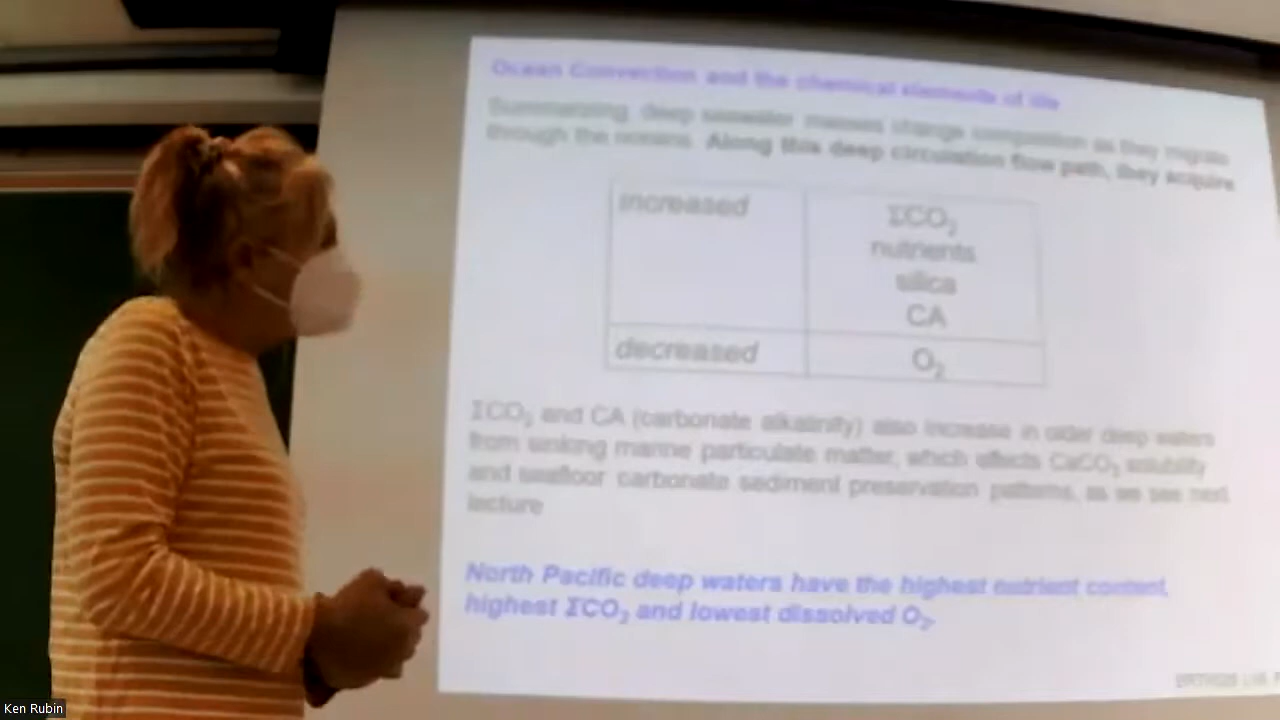 Ocean Convection and the chemical elements of life
Summarizing, deep seawater masses change composition as they migrate
through the oceans. Along this deep circulation flow path, they acquire
increased
ΣCO₂
nutrients
silica
CA
decreased
O₂
ΣCO₂ and CA (carbonate alkalinity) also increase in older deep waters
from sinking marine particulate matter, which effects CaCO₃ solubility
and seafloor carbonate sediment preservation patterns, as we see next
lecture
North Pacific deep waters have the highest nutrient content,
highest ΣCO₂ and lowest dissolved O₂.
Ken Rubin